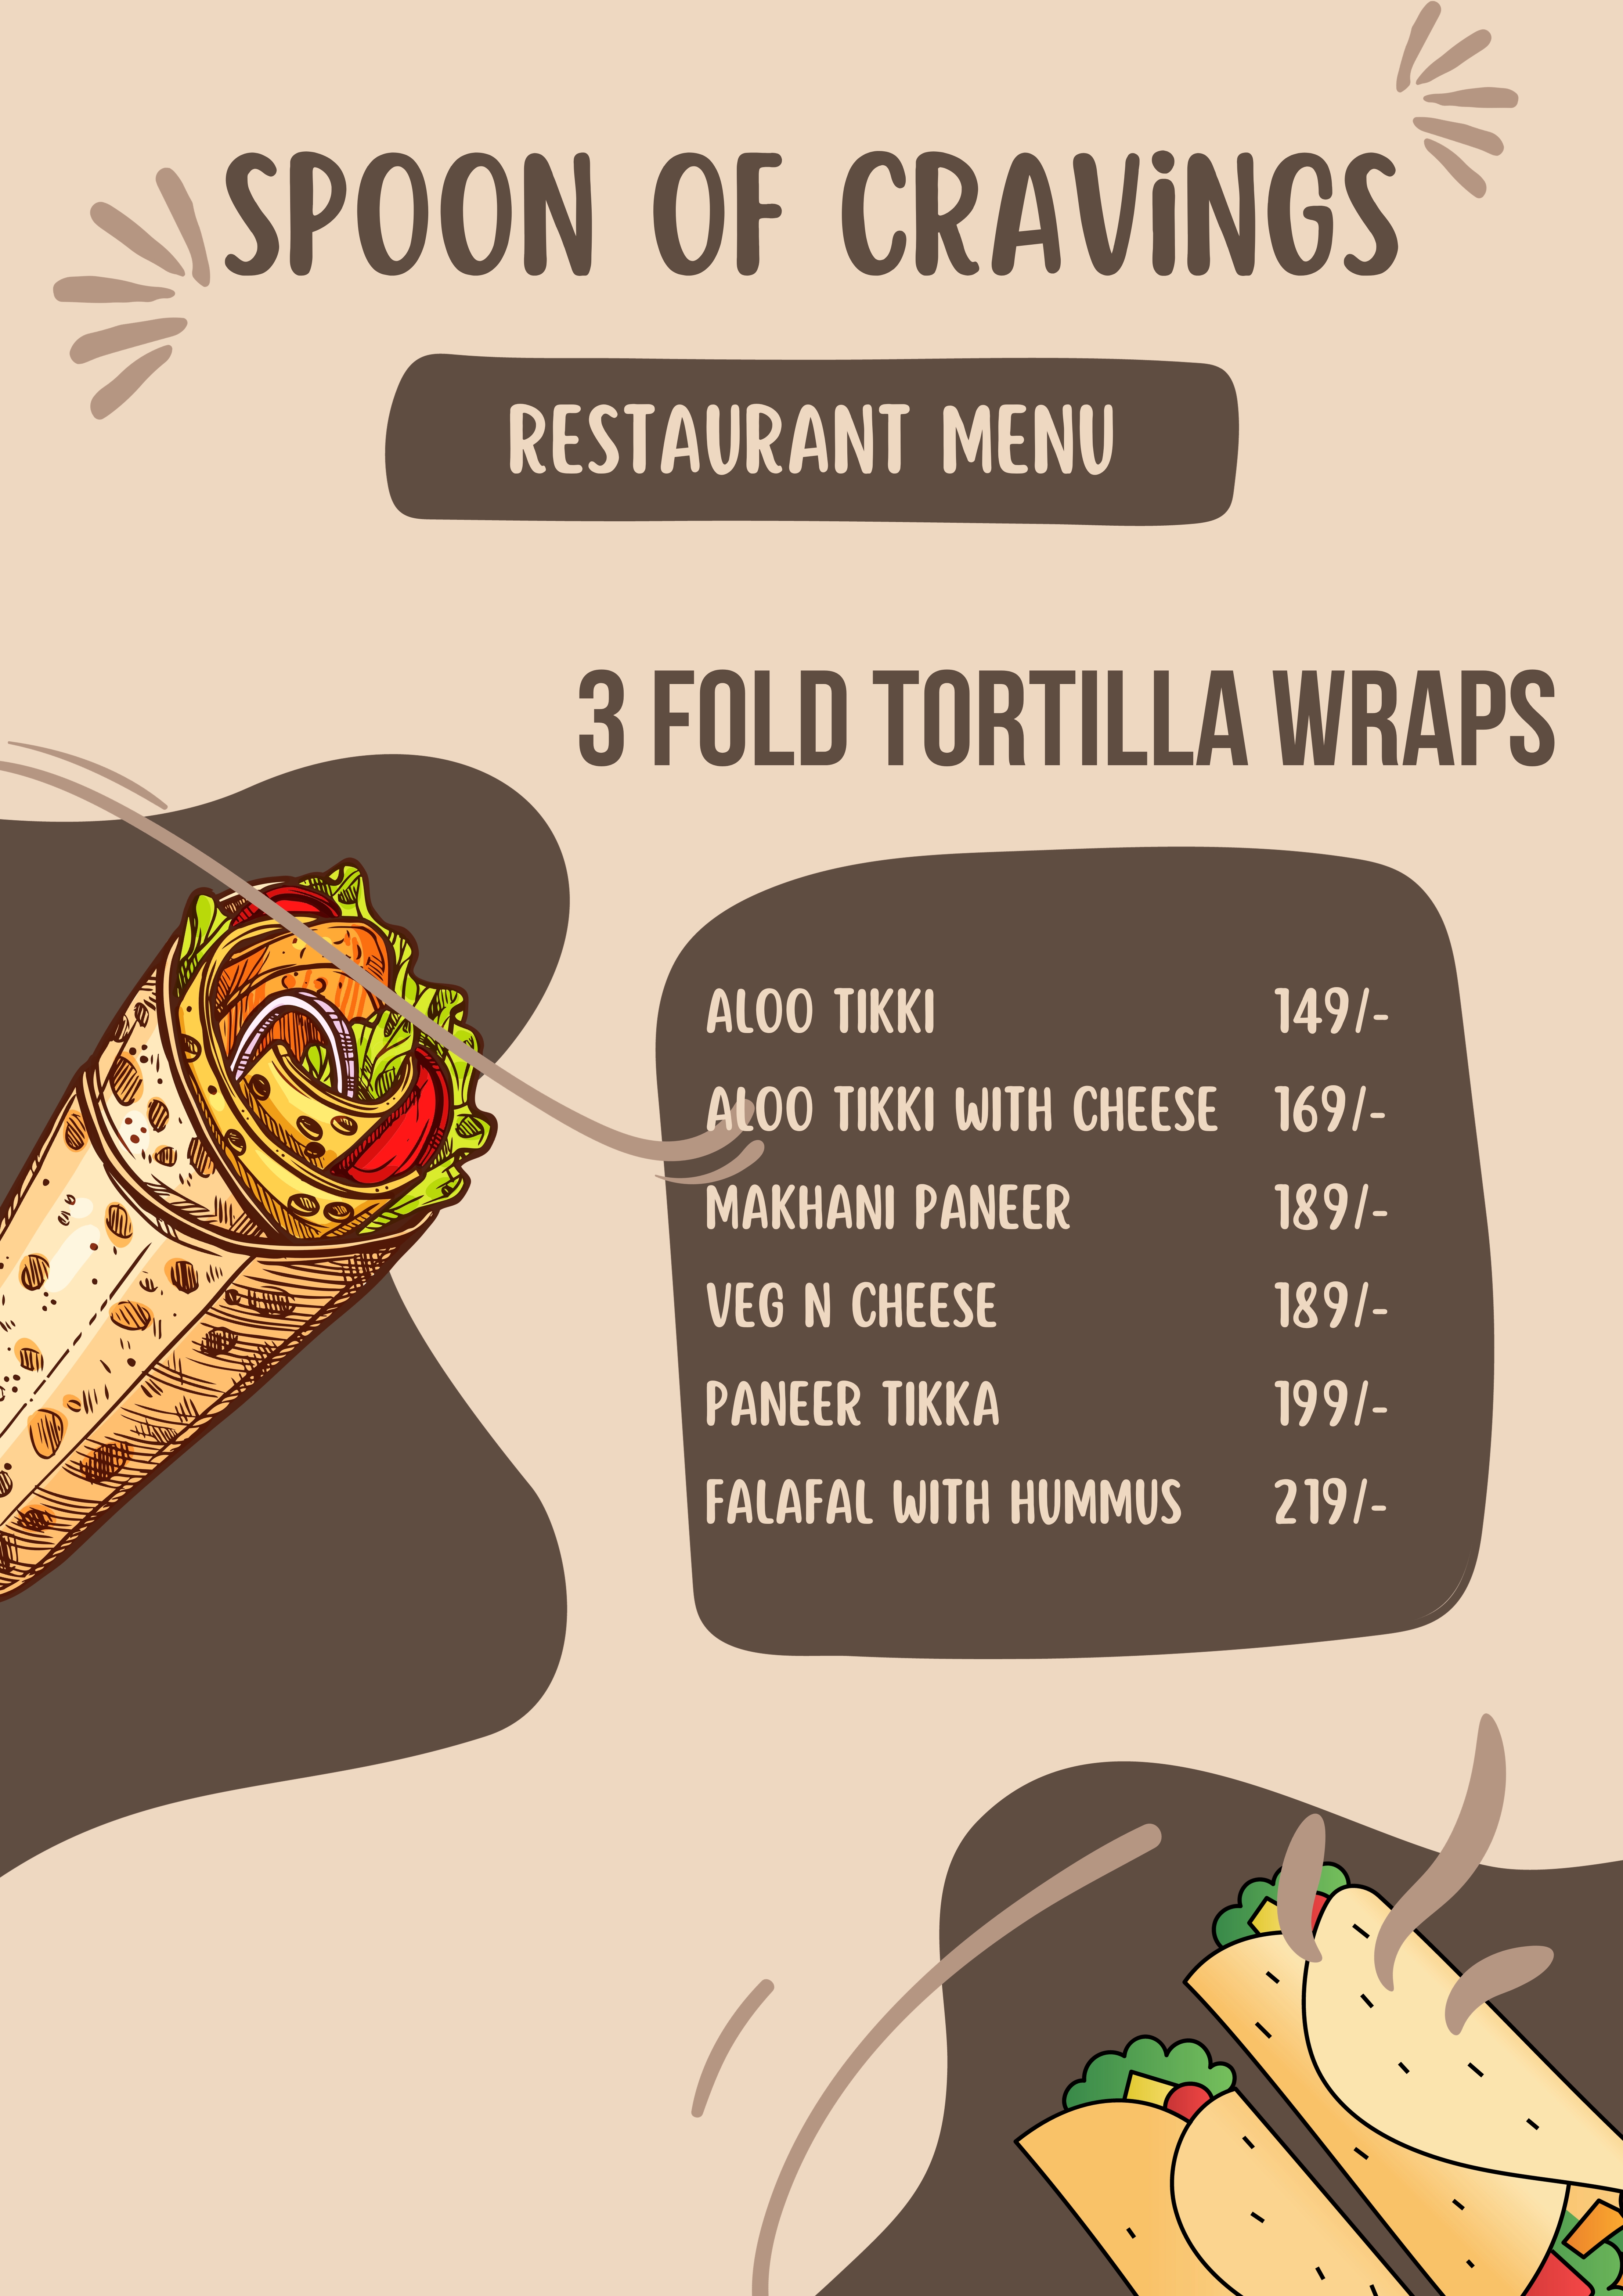 SPOON OF CRAViNGS
RESTAURANT MENU
3 FOLD TORTILLA WRAPS
ALOO TIKKI 149/-
ALOO TIKKI WITH CHEESE 169/-
MAKHANI PANEER 189/-
VEG N CHEESE 189/-
PANEER TIKKA 199/-
FALAFAL WITH HUMMUS 219/-